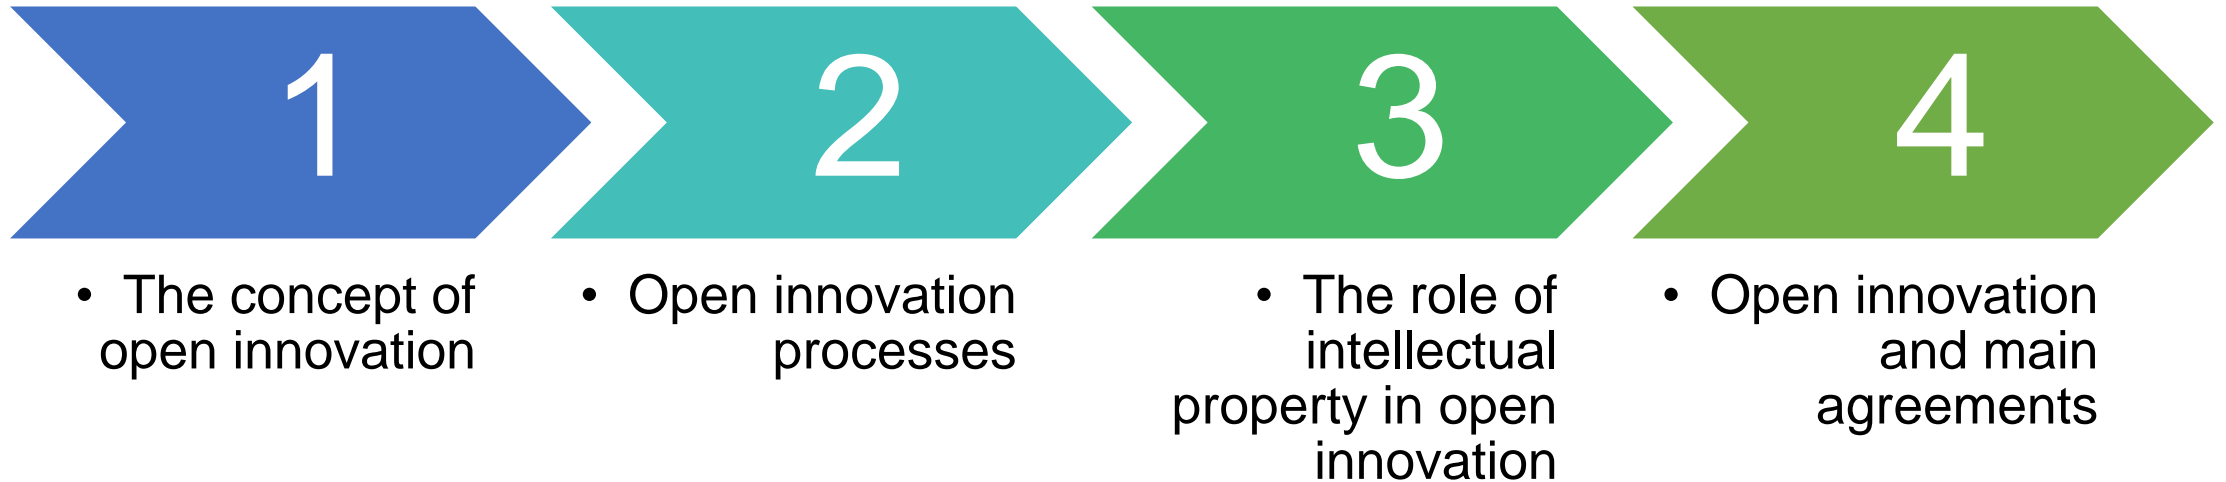 1
• The concept of
open innovation
2
• Open innovation
processes
3
• The role of
intellectual
property in open
innovation
4
• Open innovation
and main
agreements